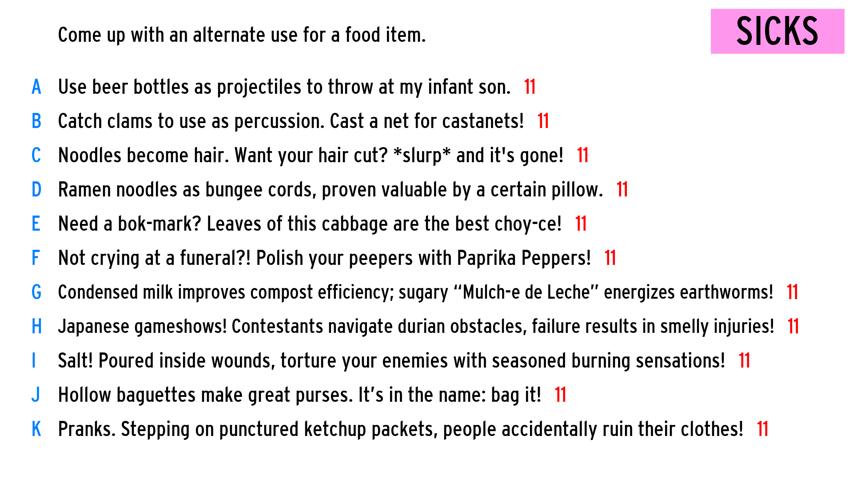 SICKS
Come up with an alternate use for a food item.
A Use beer bottles as projectiles to throw at my infant son. 11
B Catch clams to use as percussion. Cast a net for castanets! 11
C Noodles become hair. Want your hair cut? *slurp* and it's gone! 11
D Ramen noodles as bungee cords, proven valuable by a certain pillow. 11
E Need a bok-mark? Leaves of this cabbage are the best choy-ce! 11
F Not crying at a funeral?! Polish your peepers with Paprika Peppers! 11
G Condensed milk improves compost efficiency; sugary “Mulch-e de Leche” energizes earthworms! 11
H Japanese gameshows! Contestants navigate durian obstacles, failure results in smelly injuries! 11
I Salt! Poured inside wounds, torture your enemies with seasoned burning sensations! 11
J Hollow baguettes make great purses. It’s in the name: bag it! 11
K Pranks. Stepping on punctured ketchup packets, people accidentally ruin their clothes! 11